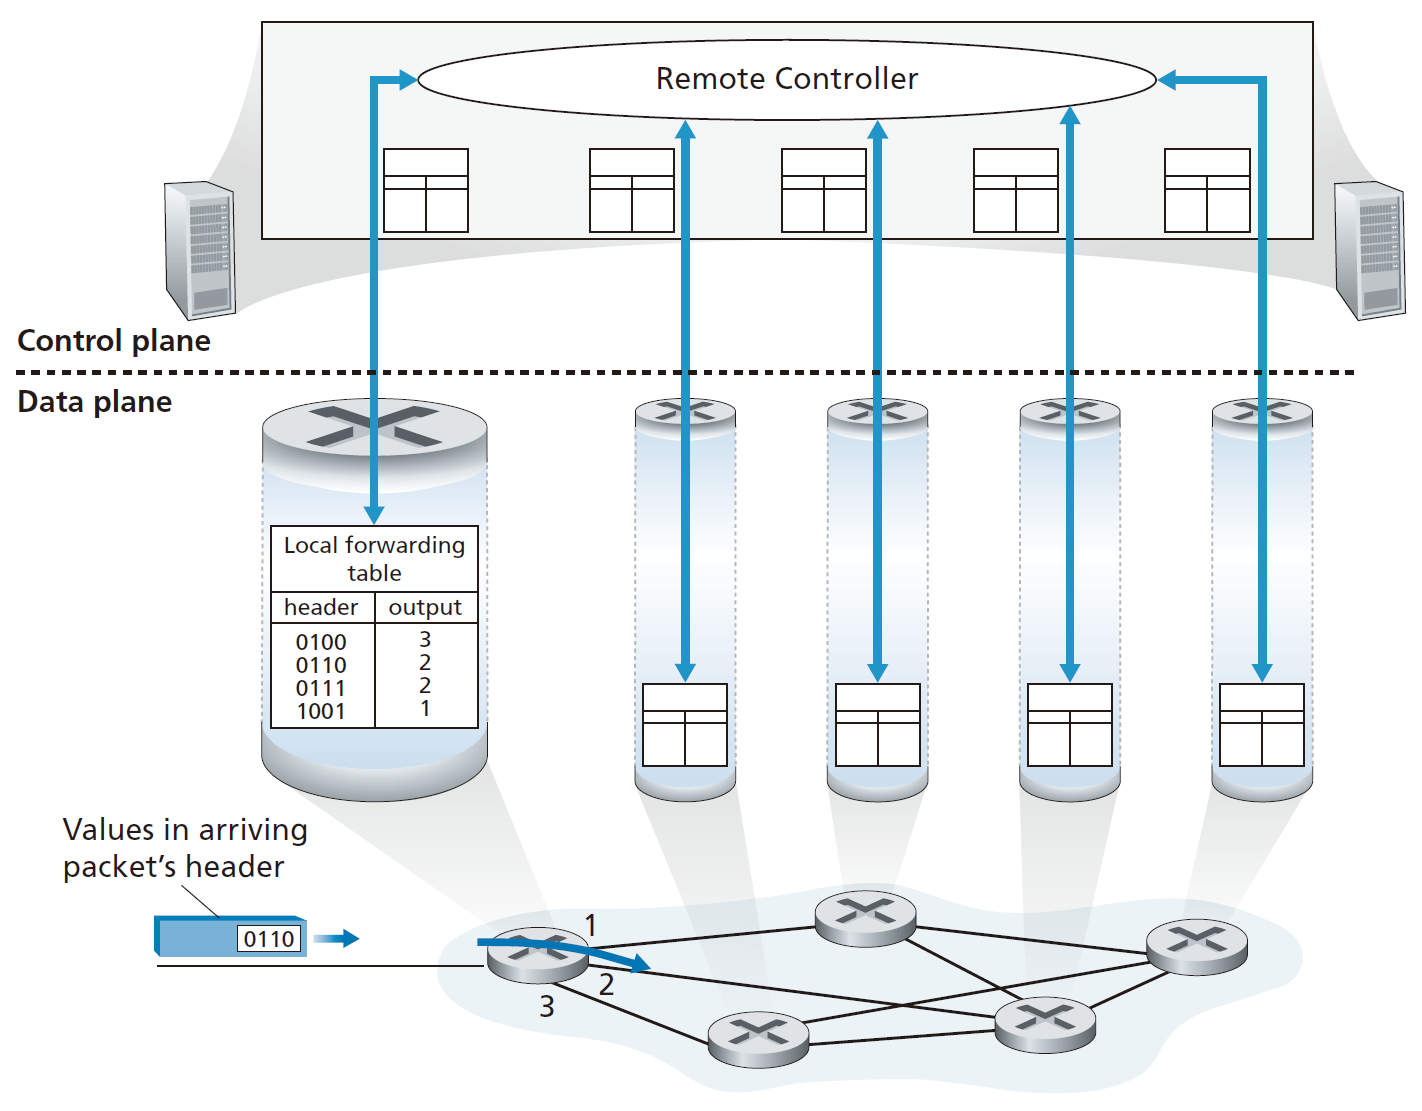 Remote Controller
Control plane
Data plane
Local forwarding
table
header output
0100 3
0110 2
0111 2
1001 1
Values in arriving
packet’s header
0110
1
2
3